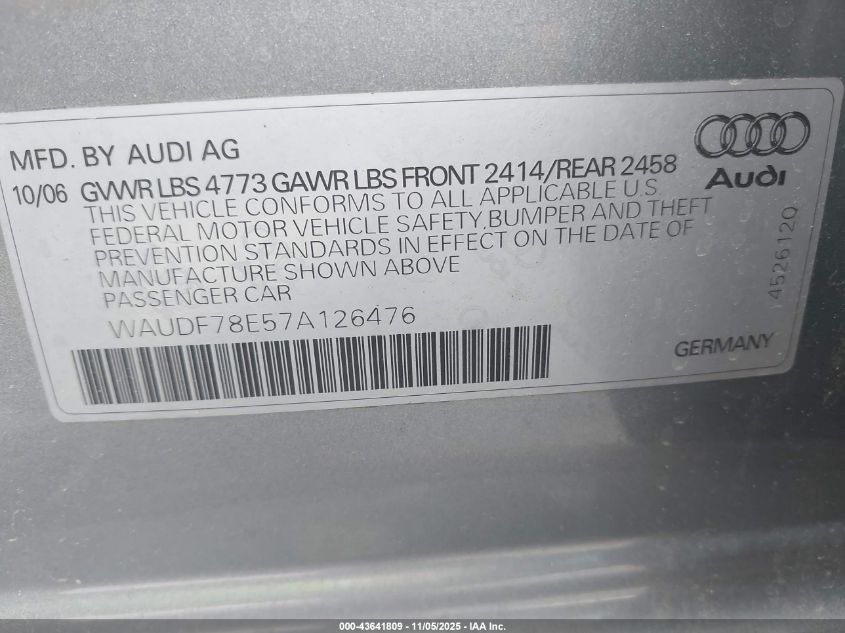 MFD. BY AUDI AG
10/06 GVWR LBS 4773 GAWR LBS FRONT 2414/REAR 2458
THIS VEHICLE CONFORMS TO ALL APPLICABLE U.S.
FEDERAL MOTOR VEHICLE SAFETY,BUMPER AND THEFT
PREVENTION STANDARDS IN EFFECT ON THE DATE OF
MANUFACTURE SHOWN ABOVE
PASSENGER CAR
WAUDF78E57A126476
Audi
4526120
GERMANY
000-43641809 - 11/05/2025 - IAA Inc.